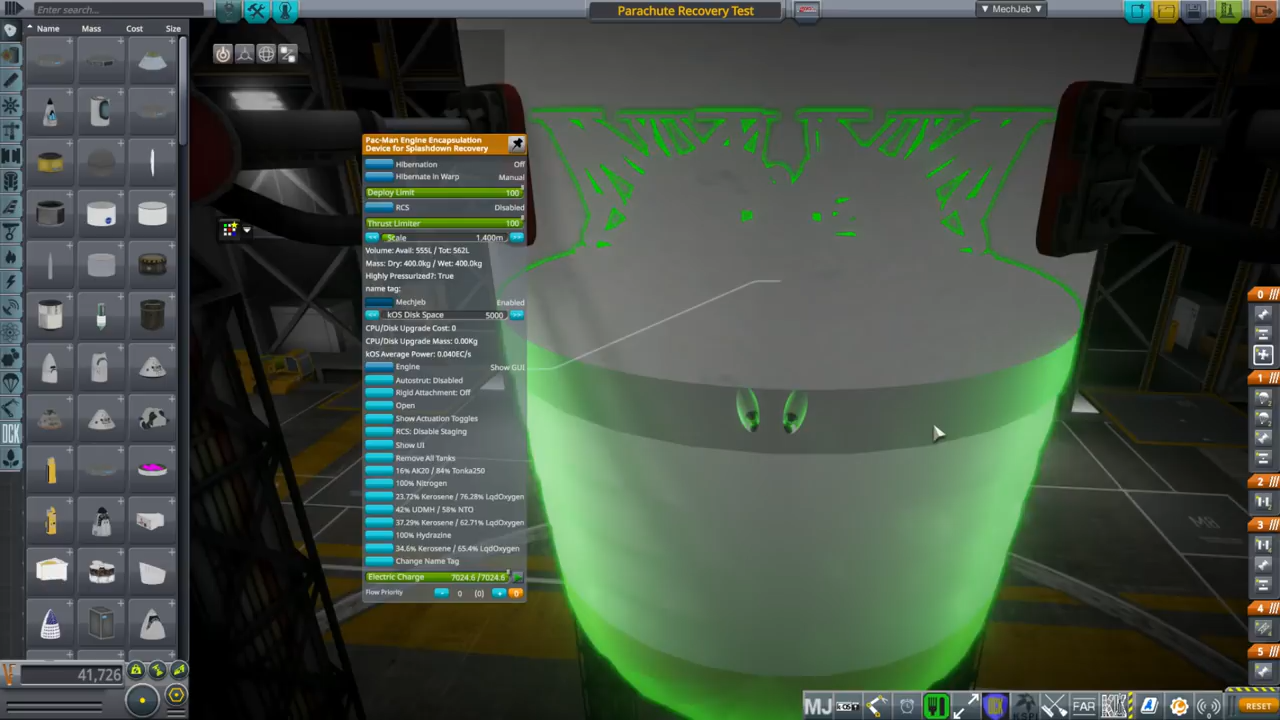 Enter search...
Parachute Recovery Test
▼ MechJeb ▼
Name Mass Cost Size
Pac-Man Engine Encapsulation
Device for Splashdown Recovery
Hibernation Off
Hibernate In Warp Manual
Deploy Limit 100
RCS Disabled
Thrust Limiter 100
<< Scale 1.400m >>
Volume: Avail: 555L / Tot: 562L
Mass: Dry: 400.0kg / Wet: 400.0kg
Highly Pressurized?: True
name tag:
Mechjeb Enabled
<< kOS Disk Space 5000 >>
CPU/Disk Upgrade Cost: 0
CPU/Disk Upgrade Mass: 0.00Kg
kOS Average Power: 0.040EC/s
Engine Show GUI
Autostrut: Disabled
Rigid Attachment: Off
Open
Show Actuation Toggles
RCS: Disable Staging
Show UI
Remove All Tanks
16% AK20 / 84% Tonka250
100% Nitrogen
23.72% Kerosene / 76.28% LqdOxygen
42% UDMH / 58% NTO
37.29% Kerosene / 62.71% LqdOxygen
100% Hydrazine
34.6% Kerosene / 65.4% LqdOxygen
Change Name Tag
Electric Charge 7024.6 / 7024.6
Flow Priority - 0 (0) + 0
0
1
2
3
4
5
DCK
M8
41,726
MJ
FAR
RESET